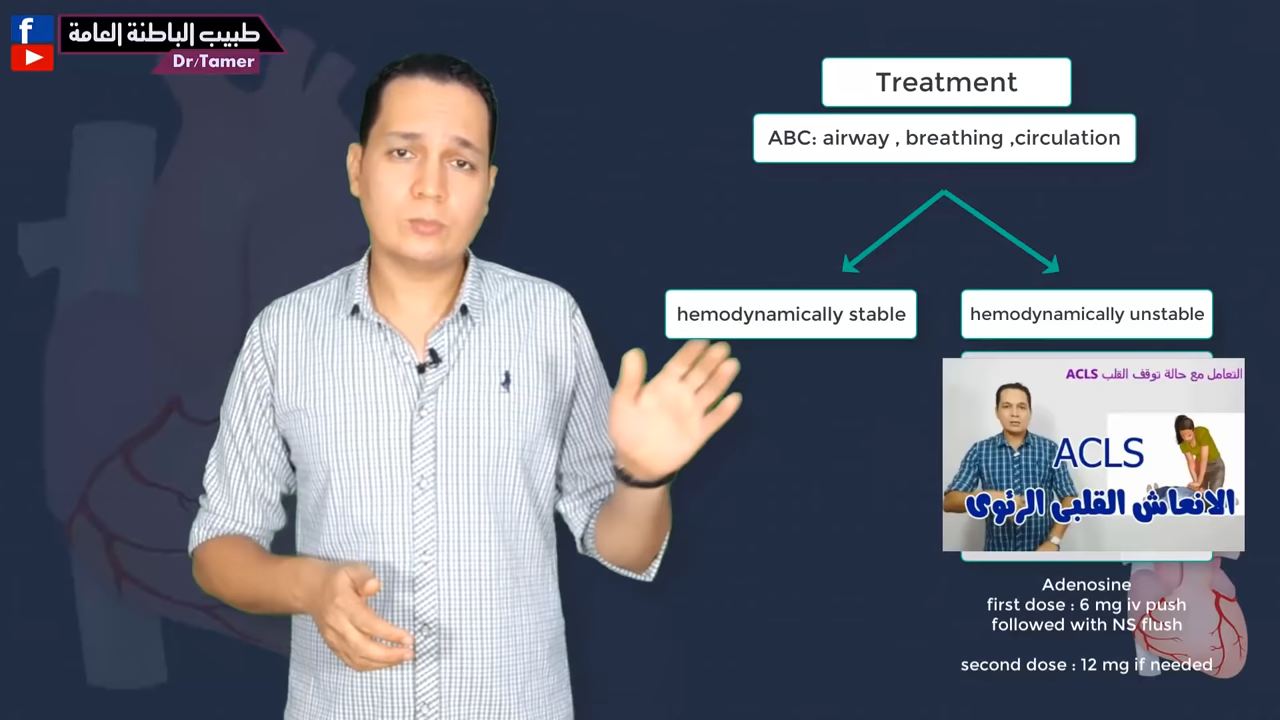 طبيب الباطنة العامة
Dr/Tamer
Treatment
ABC: airway , breathing ,circulation
hemodynamically stable
hemodynamically unstable
التعامل مع حالة توقف القلب ACLS
ACLS
الانعاش القلبى الرئوى
Adenosine
first dose : 6 mg iv push
followed with NS flush
second dose : 12 mg if needed